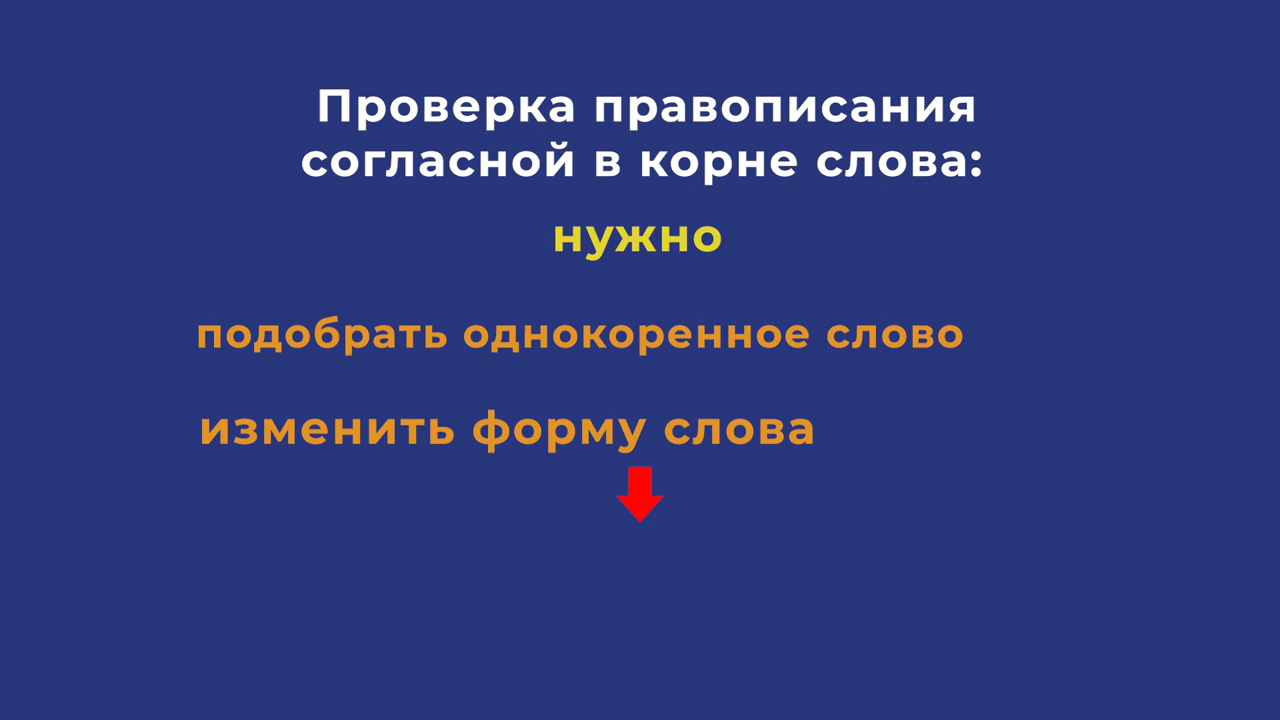 Проверка правописания
согласной в корне слова:
нужно
подобрать однокоренное слово
изменить форму слова